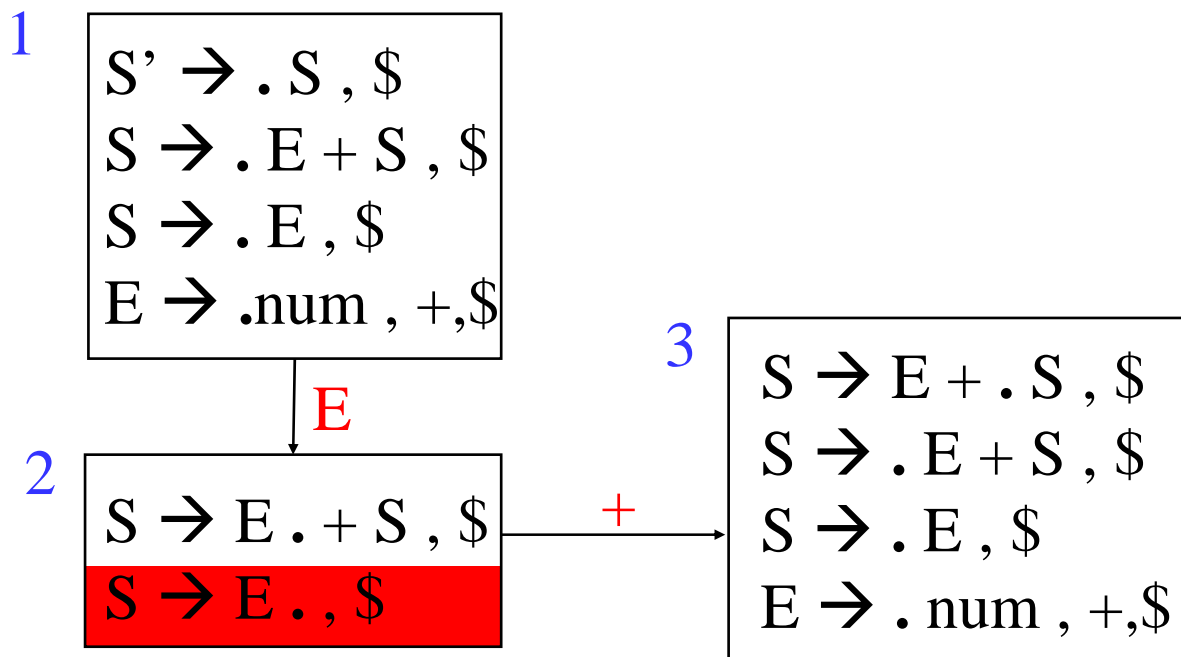 1
S’ → . S , $
S → . E + S , $
S → . E , $
E → .num , +,$
E
2
S → E . + S , $
S → E . , $
+
3
S → E + . S , $
S → . E + S , $
S → . E , $
E → . num , +,$